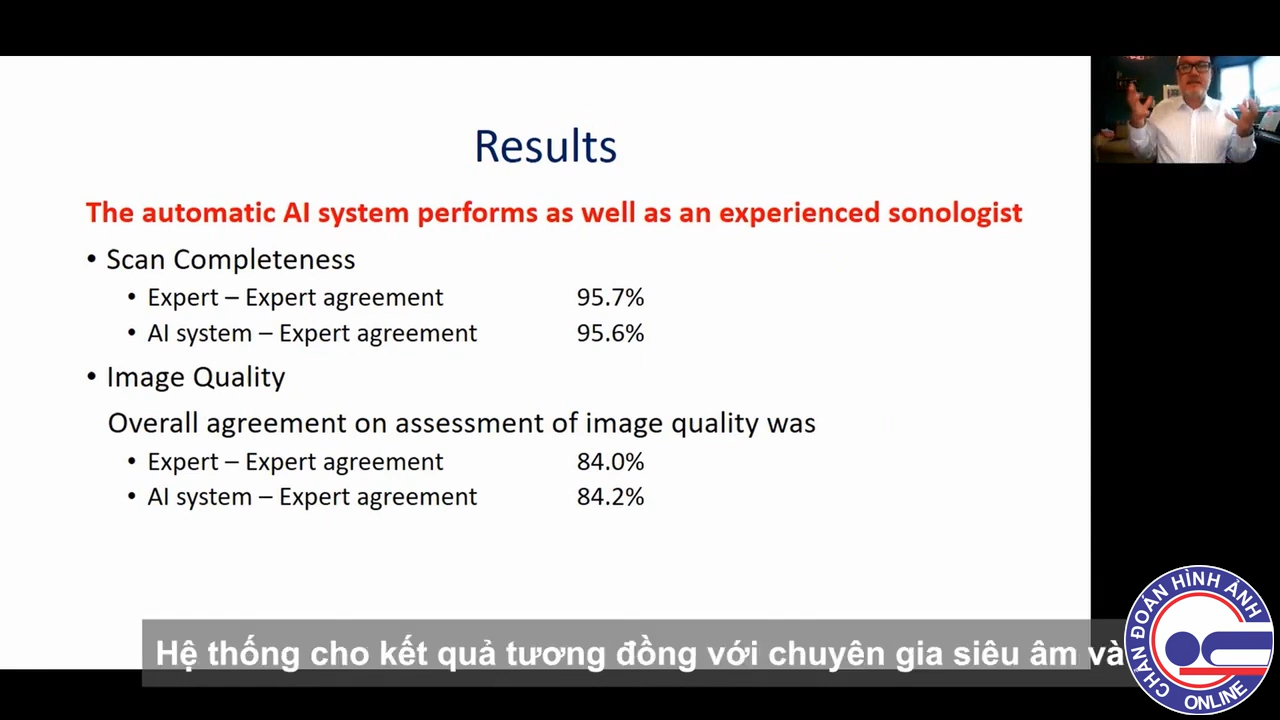 Results
The automatic AI system performs as well as an experienced sonologist
• Scan Completeness
• Expert – Expert agreement 95.7%
• AI system – Expert agreement 95.6%
• Image Quality
Overall agreement on assessment of image quality was
• Expert – Expert agreement 84.0%
• AI system – Expert agreement 84.2%
Hệ thống cho kết quả tương đồng với chuyên gia siêu âm và
CHẨN ĐOÁN HÌNH ẢNH
ONLINE